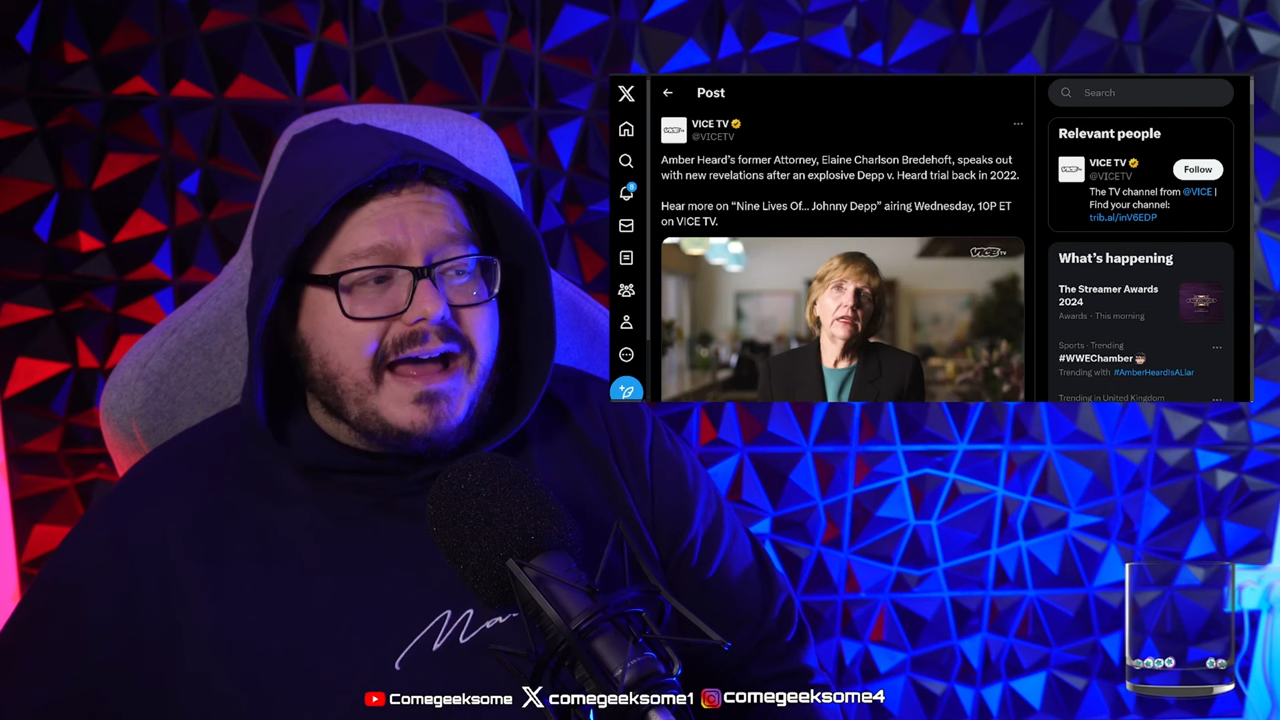 Post
Search
VICE TV
@VICETV
Amber Heard's former Attorney, Elaine Charlson Bredehoft, speaks out
with new revelations after an explosive Depp v. Heard trial back in 2022.
Hear more on “Nine Lives Of... Johnny Depp” airing Wednesday, 10P ET
on VICE TV.
VICE TV
8
Relevant people
VICE TV
@VICETV
Follow
The TV channel from @VICE |
Find your channel:
trib.al/inV6EDP
What's happening
The Streamer Awards
2024
Awards · This morning
Sports · Trending
#WWEChamber
Trending with #AmberHeardIsALiar
Trending in United Kingdom
Ma
Comegeeksome X comegeeksome1 comegeeksome4